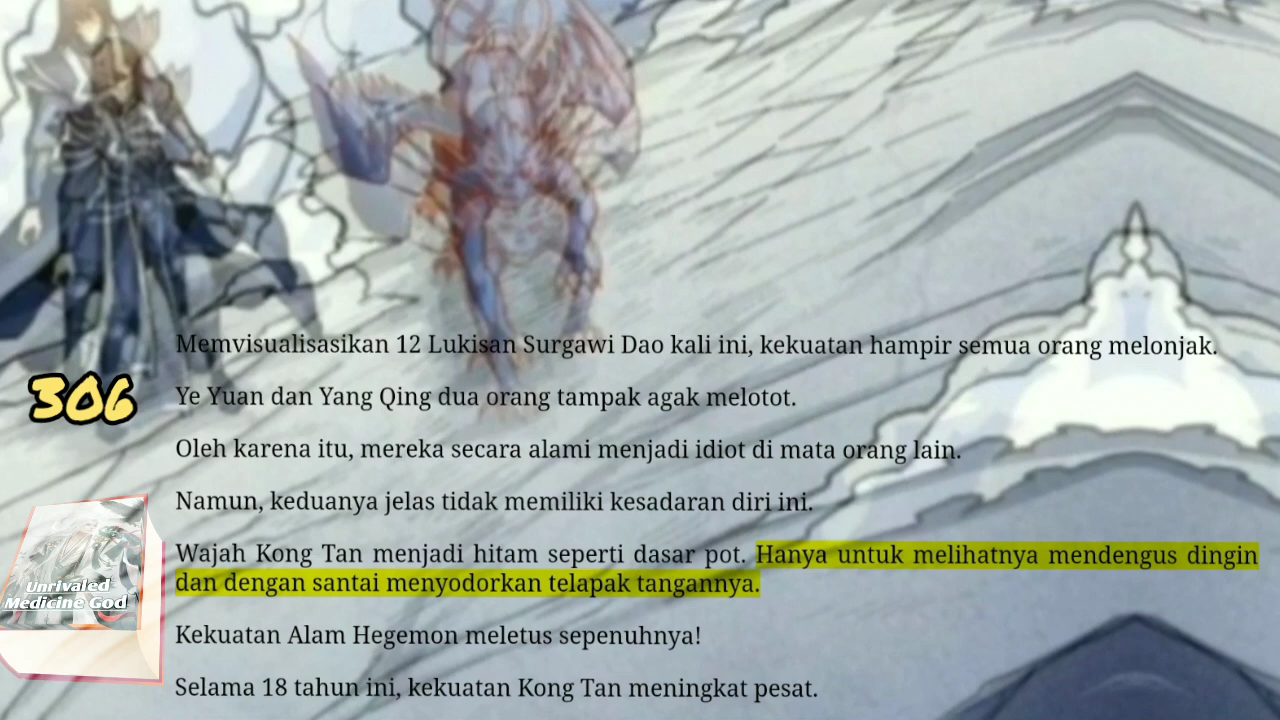 Memvisualisasikan 12 Lukisan Surgawi Dao kali ini, kekuatan hampir semua orang melonjak.
306
Ye Yuan dan Yang Qing dua orang tampak agak melotot.
Oleh karena itu, mereka secara alami menjadi idiot di mata orang lain.
Namun, keduanya jelas tidak memiliki kesadaran diri ini.
Wajah Kong Tan menjadi hitam seperti dasar pot. Hanya untuk melihatnya mendengus dingin
dan dengan santai menyodorkan telapak tangannya.
Unrivaled
Medicine God
Kekuatan Alam Hegemon meletus sepenuhnya!
Selama 18 tahun ini, kekuatan Kong Tan meningkat pesat.